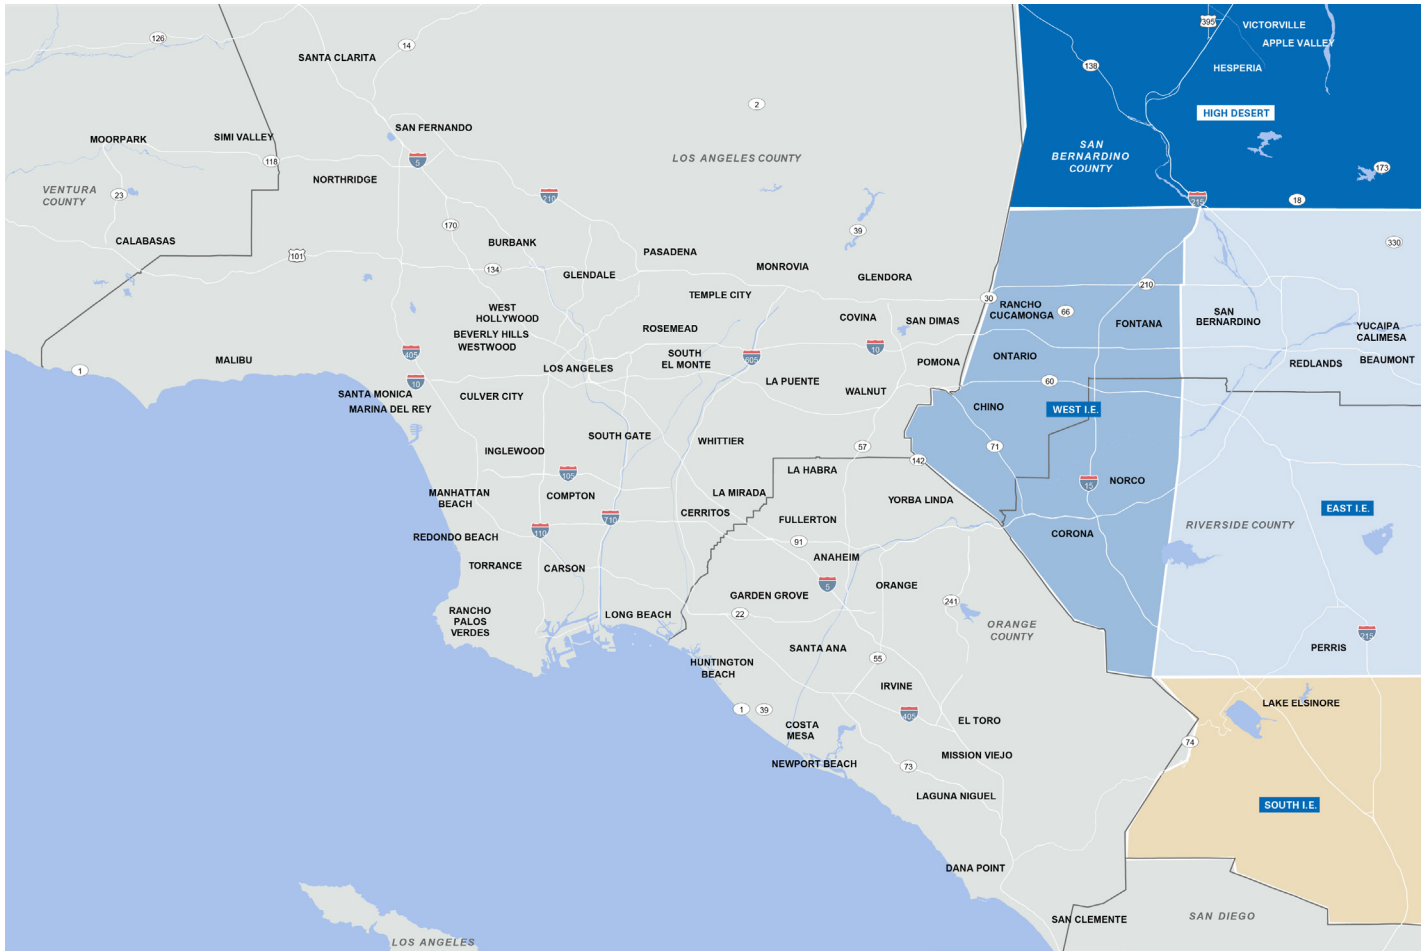 395
VICTORVILLE
126
14
APPLE VALLEY
SANTA CLARITA
138
HESPERIA
2
HIGH DESERT
SAN FERNANDO
MOORPARK
SIMI VALLEY
SAN
BERNARDINO
COUNTY
118
5
LOS ANGELES COUNTY
173
NORTHRIDGE
VENTURA
COUNTY
23
210
215
18
170
39
CALABASAS
BURBANK
330
101
PASADENA
134
GLENDALE
MONROVIA
GLENDORA
210
TEMPLE CITY
30
RANCHO
CUCAMONGA
66
WEST
HOLLYWOOD
COVINA
SAN DIMAS
FONTANA
SAN
BERNARDINO
BEVERLY HILLS
WESTWOOD
ROSEMEAD
YUCAIPA
CALIMESA
405
SOUTH
EL MONTE
605
10
ONTARIO
MALIBU
BEAUMONT
1
LOS ANGELES
POMONA
REDLANDS
10
LA PUENTE
60
SANTA MONICA
CULVER CITY
WALNUT
MARINA DEL REY
CHINO
WEST I.E.
SOUTH GATE
WHITTIER
57
71
INGLEWOOD
142
105
LA HABRA
15
NORCO
MANHATTAN
BEACH
COMPTON
LA MIRADA
YORBA LINDA
710
CERRITOS
FULLERTON
EAST I.E.
110
RIVERSIDE COUNTY
REDONDO BEACH
91
CORONA
TORRANCE
CARSON
ANAHEIM
5
ORANGE
GARDEN GROVE
241
RANCHO
PALOS
VERDES
LONG BEACH
22
ORANGE
COUNTY
215
SANTA ANA
PERRIS
55
HUNTINGTON
BEACH
IRVINE
1
39
405
LAKE ELSINORE
COSTA
MESA
EL TORO
74
MISSION VIEJO
NEWPORT BEACH
73
LAGUNA NIGUEL
SOUTH I.E.
DANA POINT
SAN CLEMENTE
SAN DIEGO
LOS ANGELES